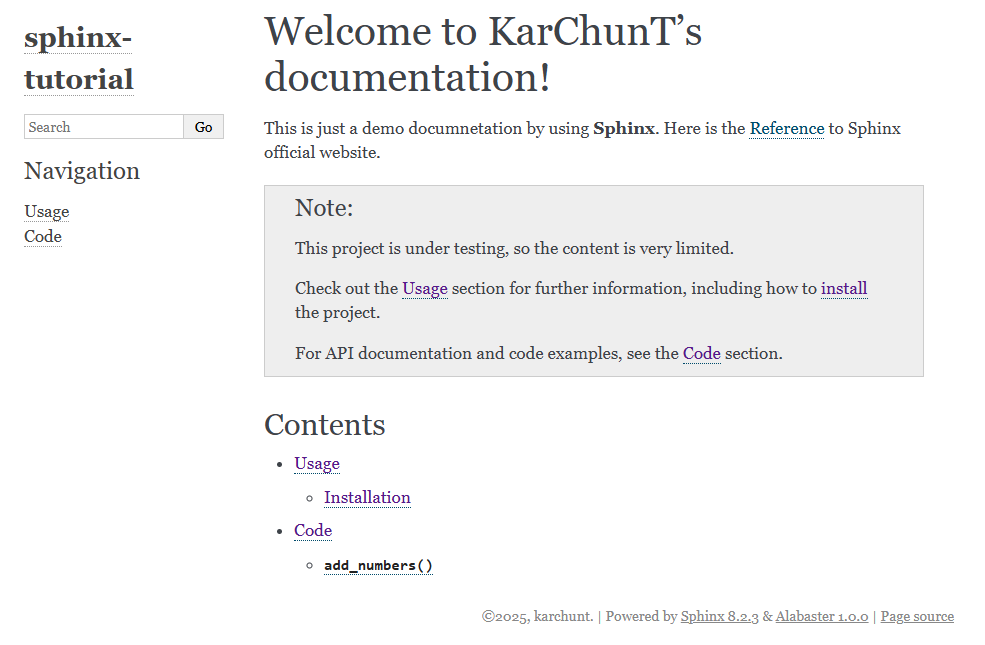 sphinx-
tutorial
Search Go
Navigation
Usage
Code
Welcome to KarChunT’s
documentation!
This is just a demo documnetation by using Sphinx. Here is the Reference to Sphinx
official website.
Note:
This project is under testing, so the content is very limited.
Check out the Usage section for further information, including how to install
the project.
For API documentation and code examples, see the Code section.
Contents
Usage
Installation
Code
add_numbers()
©2025, karchunt. | Powered by Sphinx 8.2.3 & Alabaster 1.0.0 | Page source